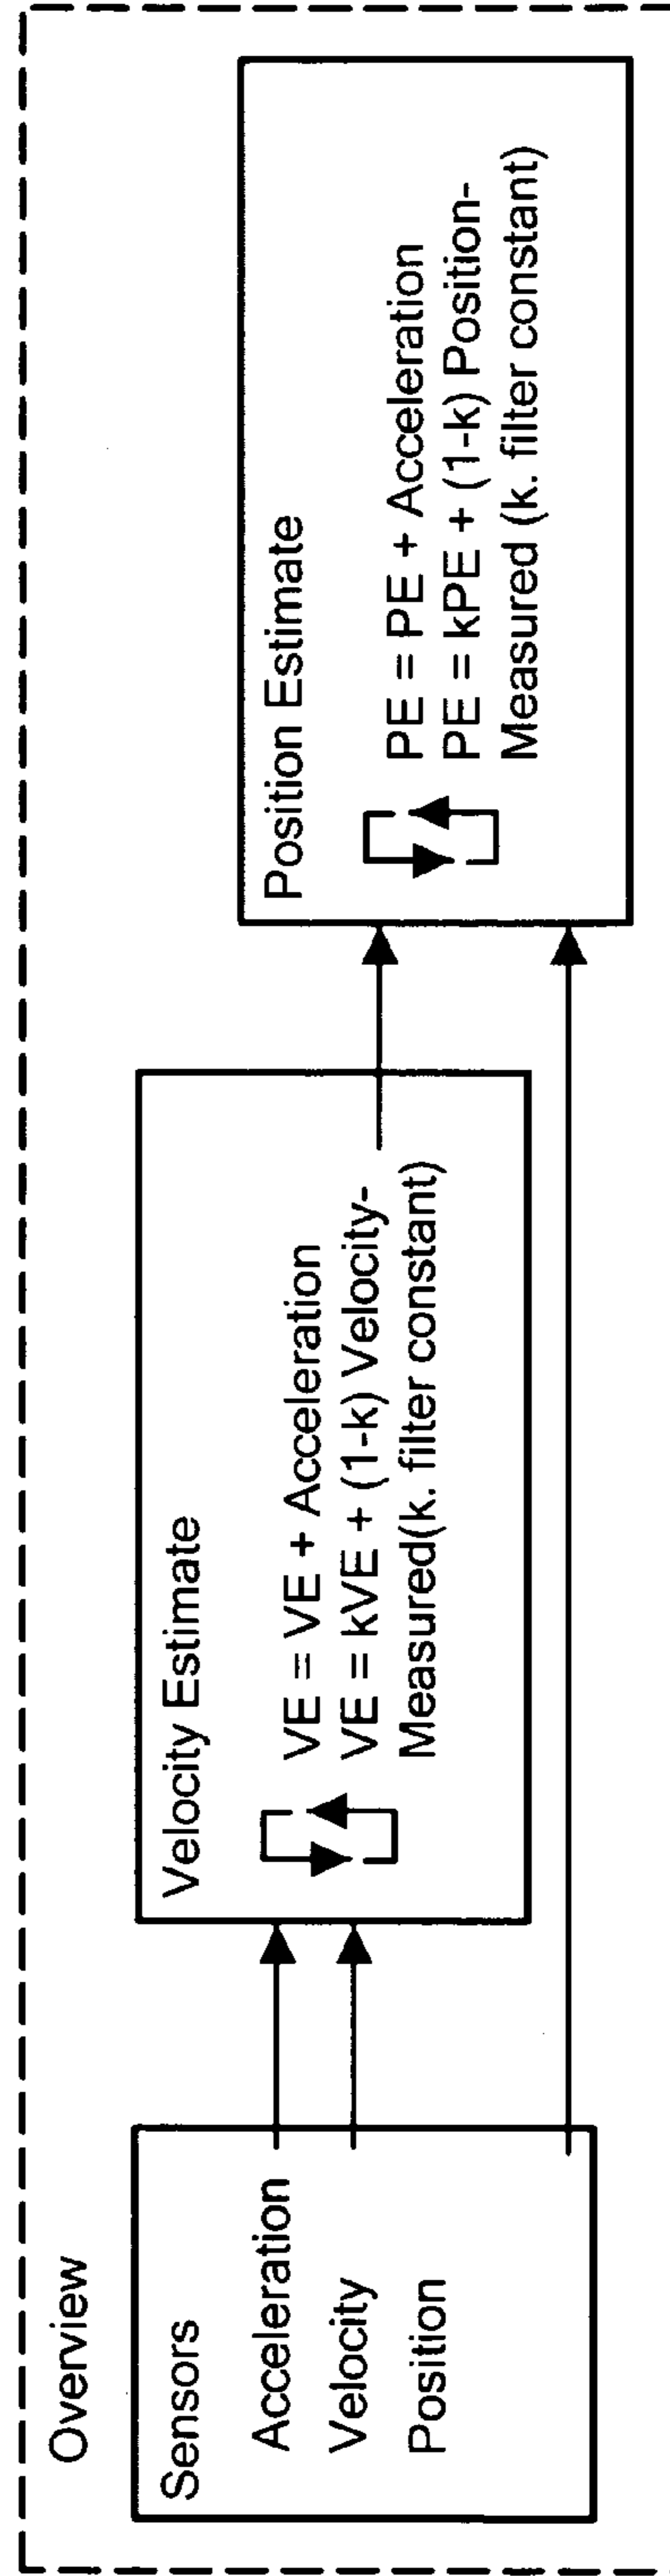 Overview
Sensors
Acceleration
Velocity
Position
Velocity Estimate
VE = VE + Acceleration
VE = kVE + (1-k) Velocity-
Measured(k. filter constant)
Position Estimate
PE = PE + Acceleration
PE = kPE + (1-k) Position-
Measured (k. filter constant)